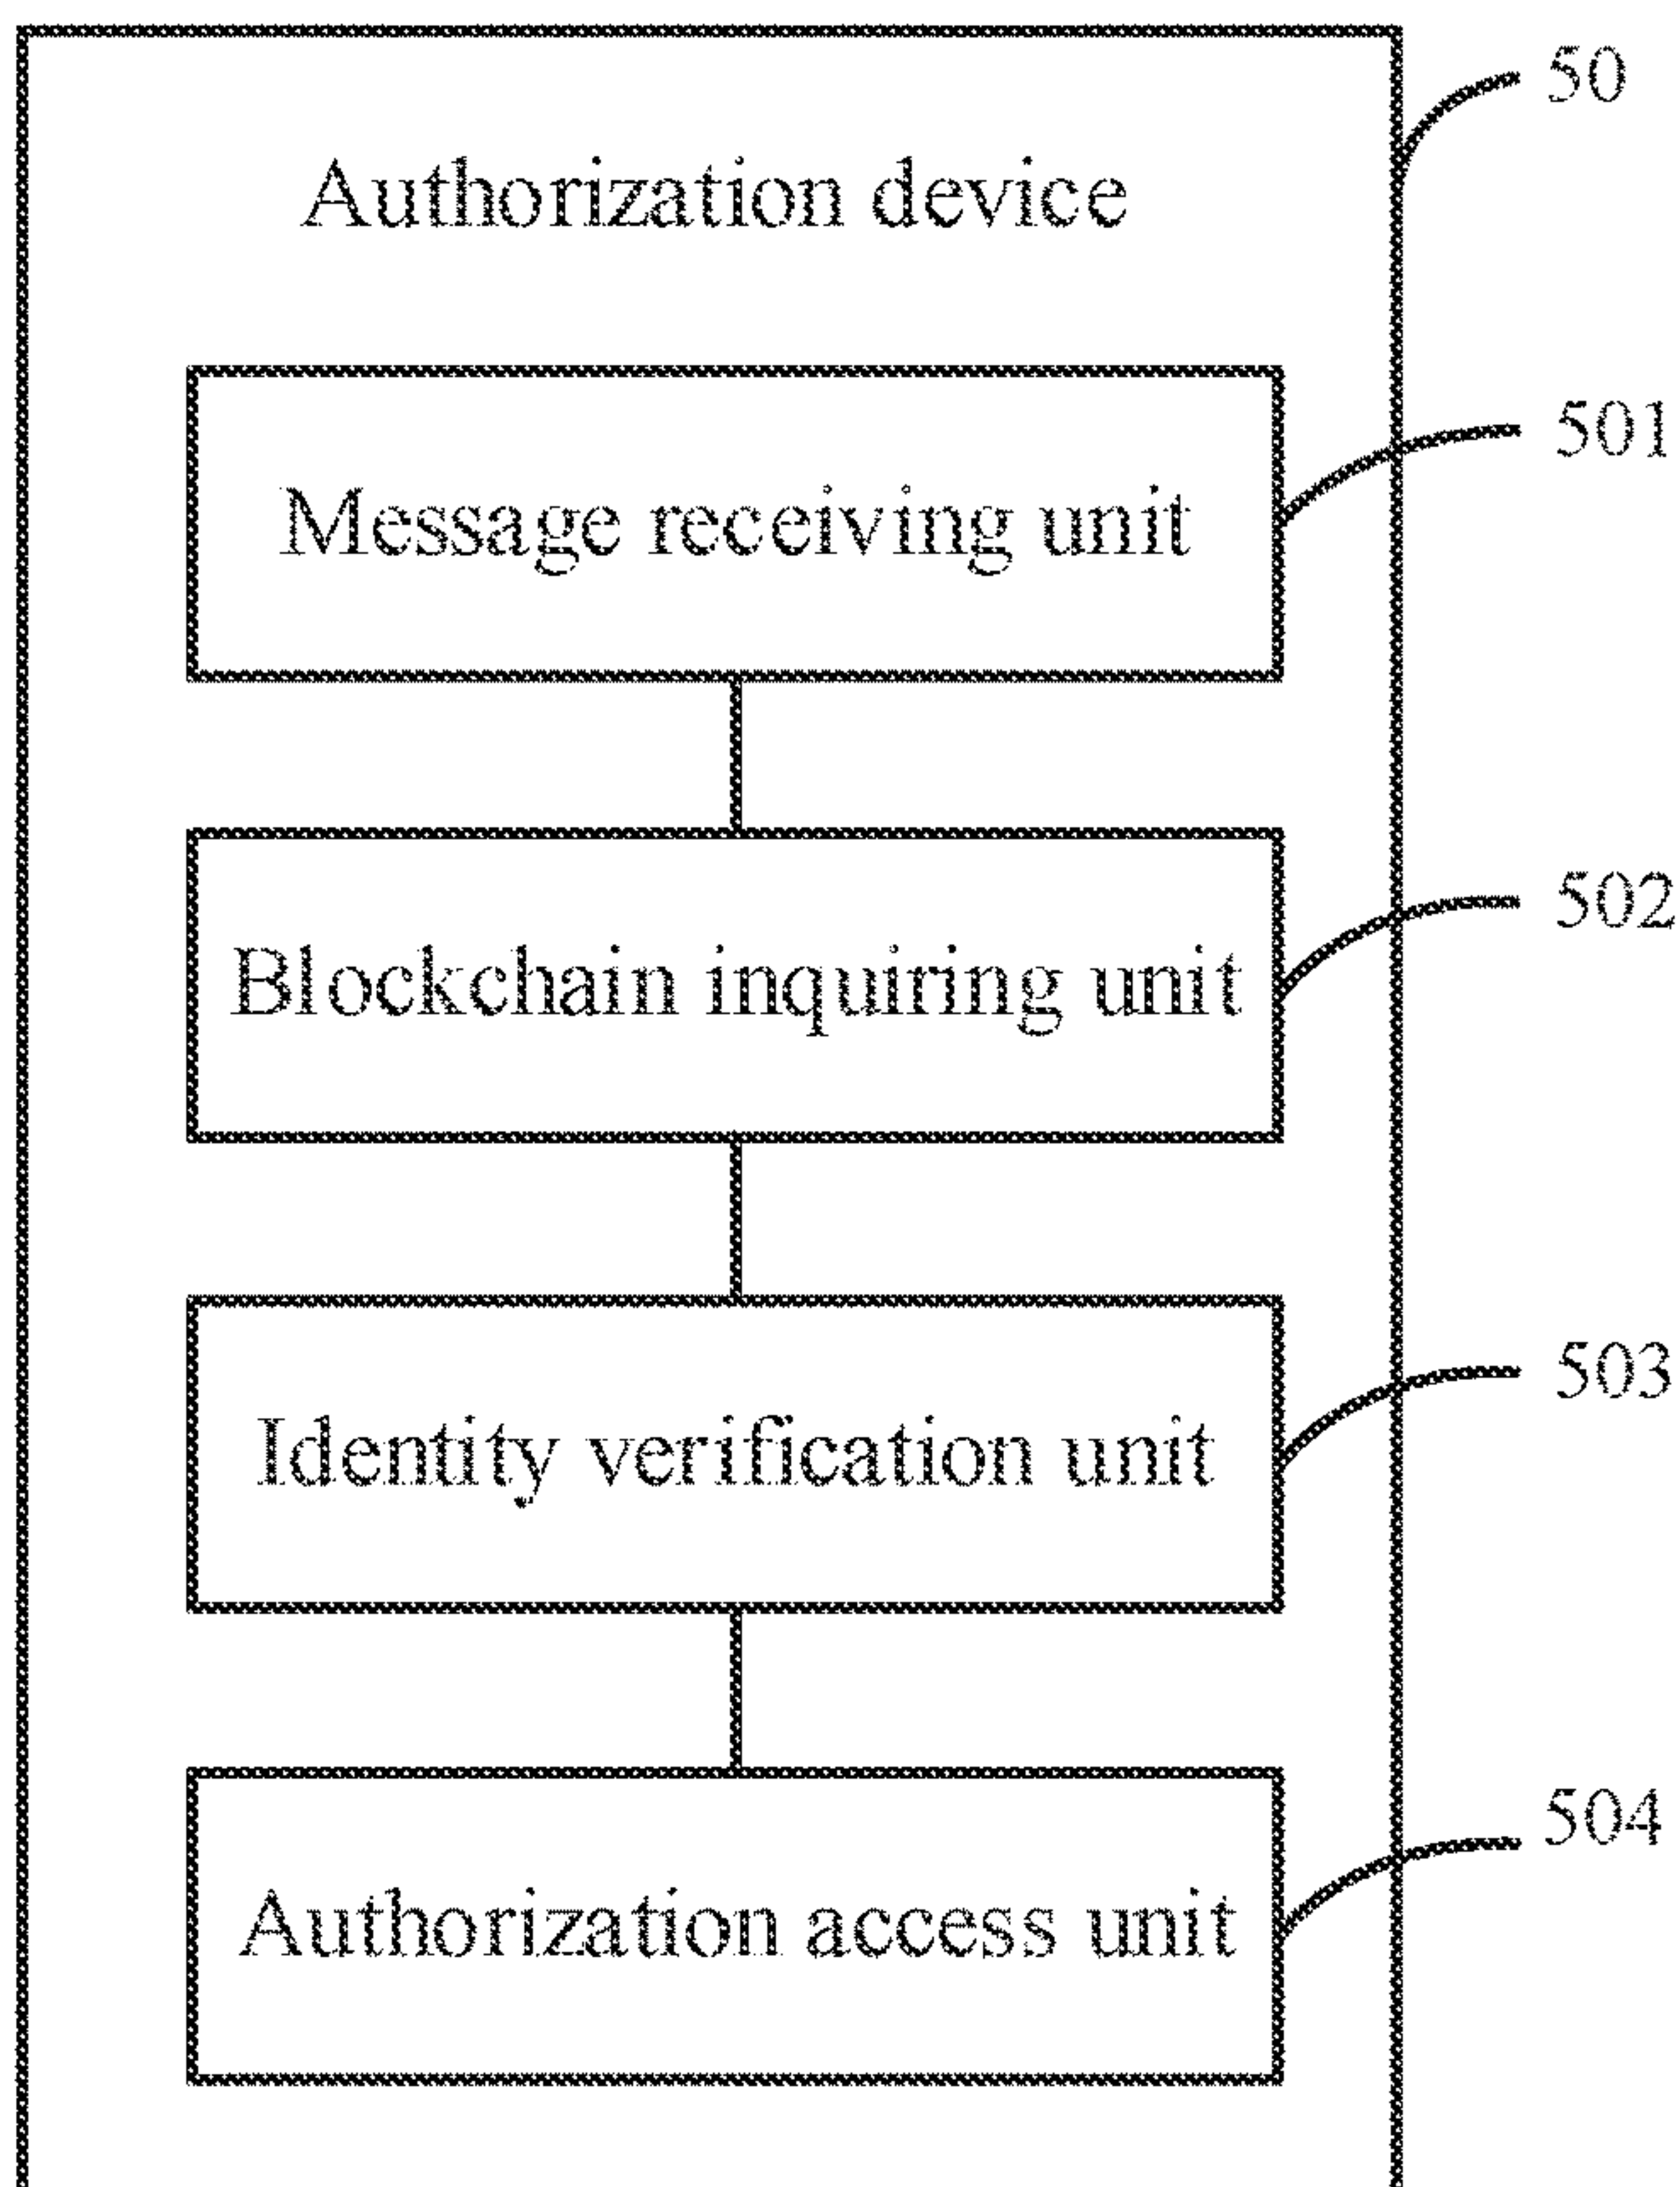 50
Authorization device
501
Message receiving unit
502
Blockchain inquiring unit
503
Identity verification unit
504
Authorization access unit